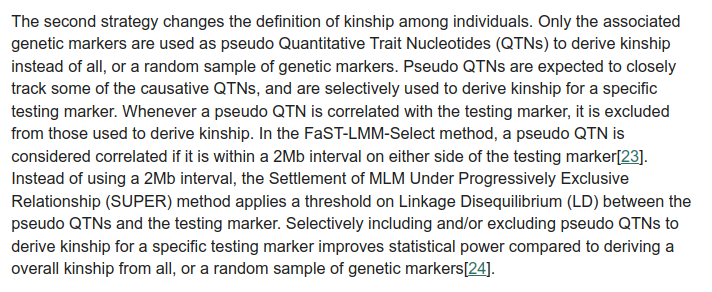 The second strategy changes the definition of kinship among individuals. Only the associated
genetic markers are used as pseudo Quantitative Trait Nucleotides (QTNs) to derive kinship
instead of all, or a random sample of genetic markers. Pseudo QTNs are expected to closely
track some of the causative QTNs, and are selectively used to derive kinship for a specific
testing marker. Whenever a pseudo QTN is correlated with the testing marker, it is excluded
from those used to derive kinship. In the FaST-LMM-Select method, a pseudo QTN is
considered correlated if it is within a 2Mb interval on either side of the testing marker[23].
Instead of using a 2Mb interval, the Settlement of MLM Under Progressively Exclusive
Relationship (SUPER) method applies a threshold on Linkage Disequilibrium (LD) between the
pseudo QTNs and the testing marker. Selectively including and/or excluding pseudo QTNs to
derive kinship for a specific testing marker improves statistical power compared to deriving a
overall kinship from all, or a random sample of genetic markers[24].